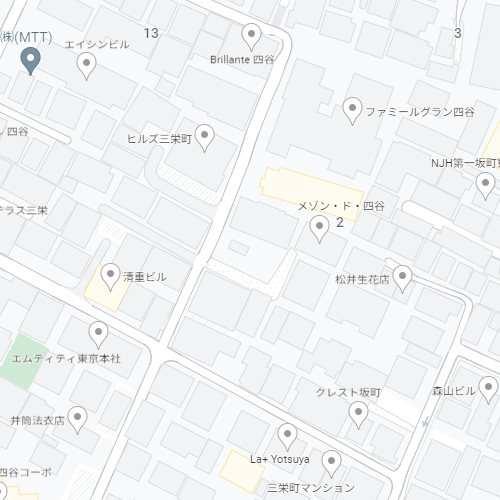 13
3
㈱(MTT)
エイシンビル
Brillante 四谷
ファミールグラン四谷
四谷
ヒルズ三栄町
NJH第一坂町
テラス三栄
メゾン・ド・四谷
2
清重ビル
松井生花店
エムティティ東京本社
クレスト坂町
森山ビル
井筒法衣店
La+ Yotsuya
四谷コーポ
三栄町マンション